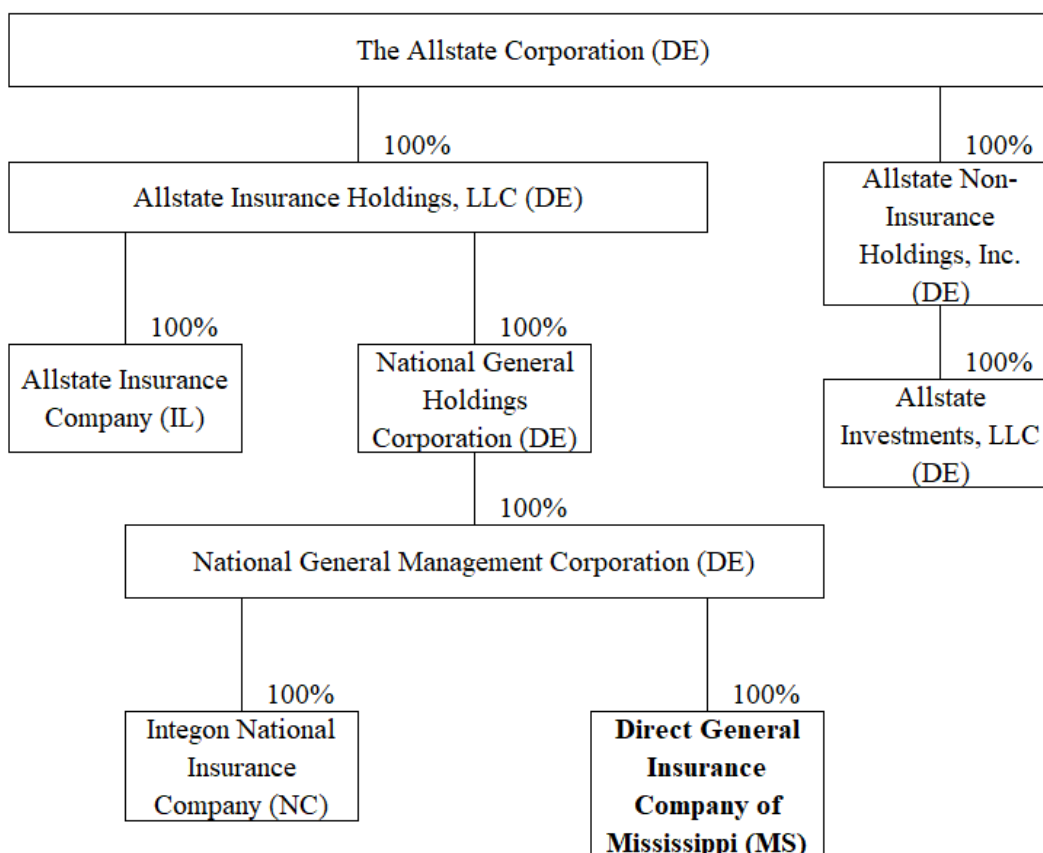 The Allstate Corporation (DE)
100%
100%
Allstate Insurance Holdings, LLC (DE)
Allstate Non-
Insurance
Holdings, Inc.
(DE)
100%
100%
100%
Allstate Insurance
Company (IL)
National General
Holdings
Corporation (DE)
Allstate
Investments, LLC
(DE)
100%
National General Management Corporation (DE)
100%
100%
Integon National
Insurance
Company (NC)
Direct General
Insurance
Company of
Mississippi (MS)